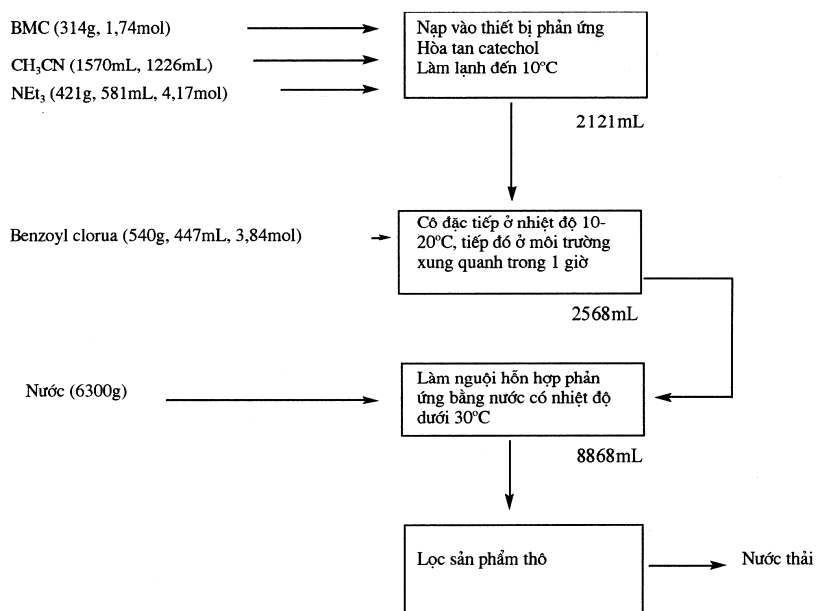 BMC (314g, 1,74mol)
CH₃CN (1570mL, 1226mL)
NEt₃ (421g, 581mL, 4,17mol)
Nạp vào thiết bị phản ứng
Hòa tan catechol
Làm lạnh đến 10°C
2121mL
Benzoyl clorua (540g, 447mL, 3,84mol)
Cô đặc tiếp ở nhiệt độ 10-
20°C, tiếp đó ở môi trường
xung quanh trong 1 giờ
2568mL
Nước (6300g)
Làm nguội hỗn hợp phản
ứng bằng nước có nhiệt độ
dưới 30°C
8868mL
Lọc sản phẩm thô
Nước thải